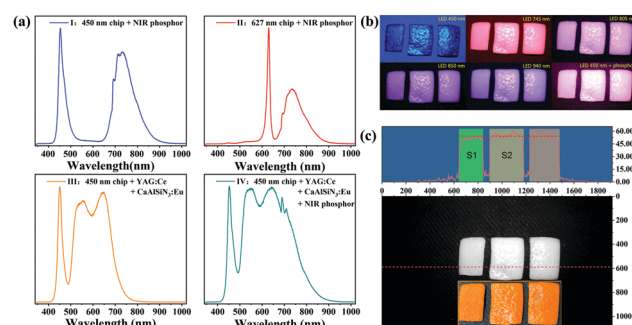 (a)
I: 450 nm chip + NIR phosphor
II: 627 nm chip + NIR phosphor
400 500 600 700 800 900 1000
400 500 600 700 800 900 1000
Wavelength(nm)
Wavelength(nm)
III: 450 nm chip + YAG:Ce
+ CaAlSiN3:Eu
IV: 450 nm chip + YAG:Ce
+ CaAlSiN3:Eu
+ NIR phosphor
400 500 600 700 800 900 1000
400 500 600 700 800 900 1000
Wavelength(nm)
Wavelength(nm)
(b)
LED 450 nm
LED 745 nm
LED 805 nm
LED 850 nm
LED 940 nm
LED 450 nm + phosphor
(c)
60.00
45.00
30.00
15.00
0.00
S1
S2
0 200 400 600 800 1000 1200 1400 1600 1800
0
200
400
600
800
1000